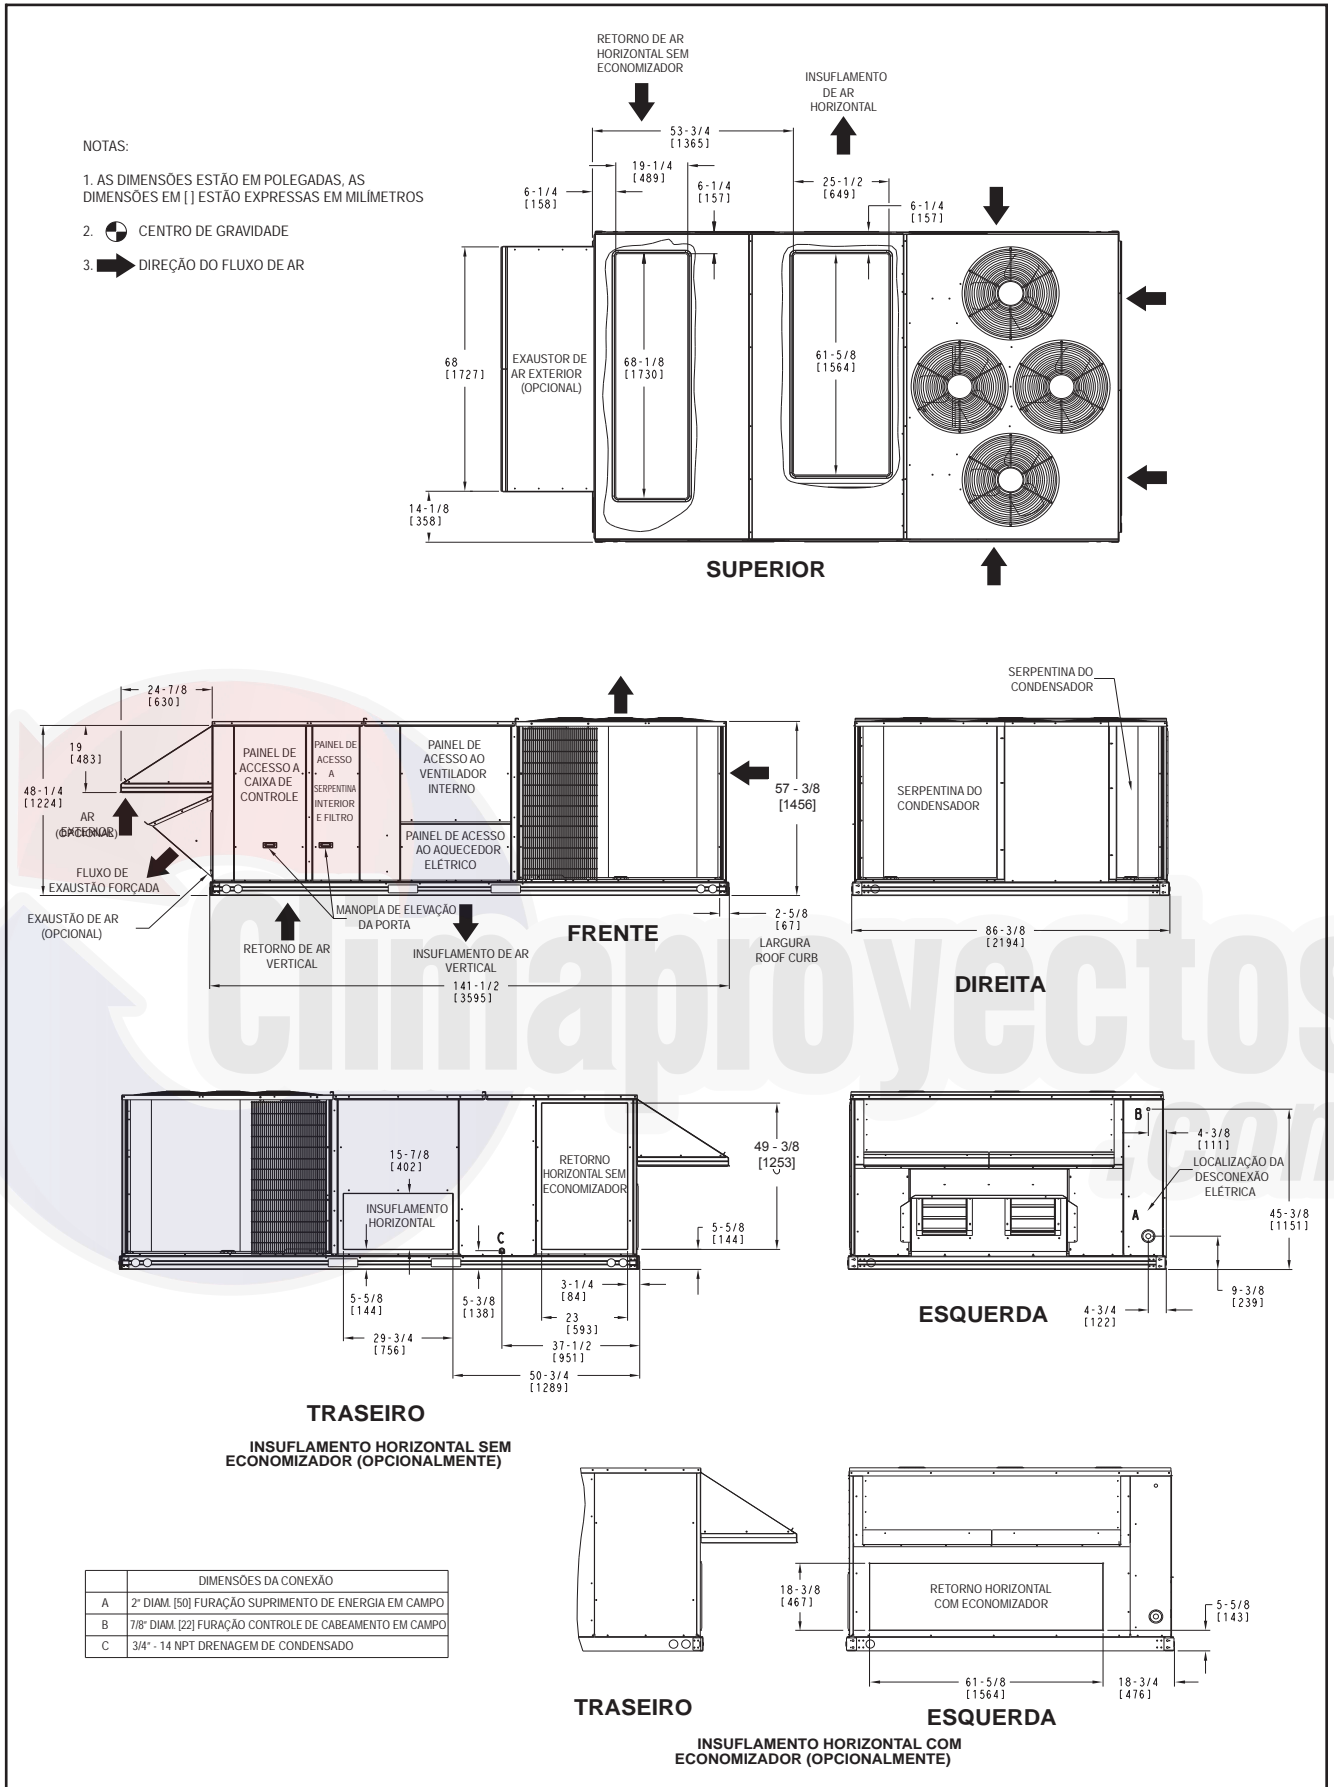 RETORNO DE AR
HORIZONTAL SEM
ECONOMIZADOR
INSUFLAMENTO
DE AR
HORIZONTAL
NOTAS:
1. AS DIMENSÕES ESTÃO EM POLEGADAS, AS
DIMENSÕES EM [ ] ESTÃO EXPRESSAS EM MILÍMETROS
2. CENTRO DE GRAVIDADE
3. DIREÇÃO DO FLUXO DE AR
53-3/4
[1365]
19-1/4
[489]
6-1/4
[158]
6-1/4
[157]
25-1/2
[649]
6-1/4
[157]
68
[1727]
EXAUSTOR DE
AR EXTERIOR
(OPCIONAL)
68-1/8
[1730]
61-5/8
[1564]
14-1/8
[358]
SUPERIOR
24-7/8
[630]
19
[483]
48-1/4
[1224]
AR
EXTERIOR
(OPCIONAL)
FLUXO DE
EXAUSTÃO FORÇADA
EXAUSTÃO DE AR
(OPCIONAL)
PAINEL DE
ACCESSO A
CAIXA DE
CONTROLE
PAINEL DE
ACESSO
A
SERPENTINA
INTERIOR
E FILTRO
PAINEL DE
ACESSO AO
VENTILADOR
INTERNO
PAINEL DE ACESSO
AO AQUECEDOR
ELÉTRICO
57 - 3/8
[1456]
MANOPLA DE ELEVAÇÃO
DA PORTA
RETORNO DE AR
VERTICAL
INSUFLAMENTO DE AR
VERTICAL
FRENTE
2-5/8
[67]
LARGURA
ROOF CURB
141-1/2
[3595]
SERPENTINA DO
CONDENSADOR
SERPENTINA DO
CONDENSADOR
86-3/8
[2194]
DIREITA
Climaproyectos
.com
15-7/8
[402]
INSUFLAMENTO
HORIZONTAL
C
RETORNO
HORIZONTAL SEM
ECONOMIZADOR
49 - 3/8
[1253]
5-5/8
[144]
5-5/8
[144]
5-3/8
[138]
3-1/4
[84]
23
[593]
29-3/4
[756]
37-1/2
[951]
50-3/4
[1289]
TRASEIRO
INSUFLAMENTO HORIZONTAL SEM
ECONOMIZADOR (OPCIONALMENTE)
B
4-3/8
[111]
LOCALIZAÇÃO DA
DESCONEXÃO
ELÉTRICA
A
45-3/8
[1151]
9-3/8
[239]
4-3/4
[122]
ESQUERDA
DIMENSÕES DA CONEXÃO
A 2" DIAM. [50] FURAÇÃO SUPRIMENTO DE ENERGIA EM CAMPO
B 7/8" DIAM. [22] FURAÇÃO CONTROLE DE CABEAMENTO EM CAMPO
C 3/4" - 14 NPT DRENAGEM DE CONDENSADO
18-3/8
[467]
RETORNO HORIZONTAL
COM ECONOMIZADOR
5-5/8
[143]
61-5/8
[1564]
18-3/4
[476]
TRASEIRO
ESQUERDA
INSUFLAMENTO HORIZONTAL COM
ECONOMIZADOR (OPCIONALMENTE)